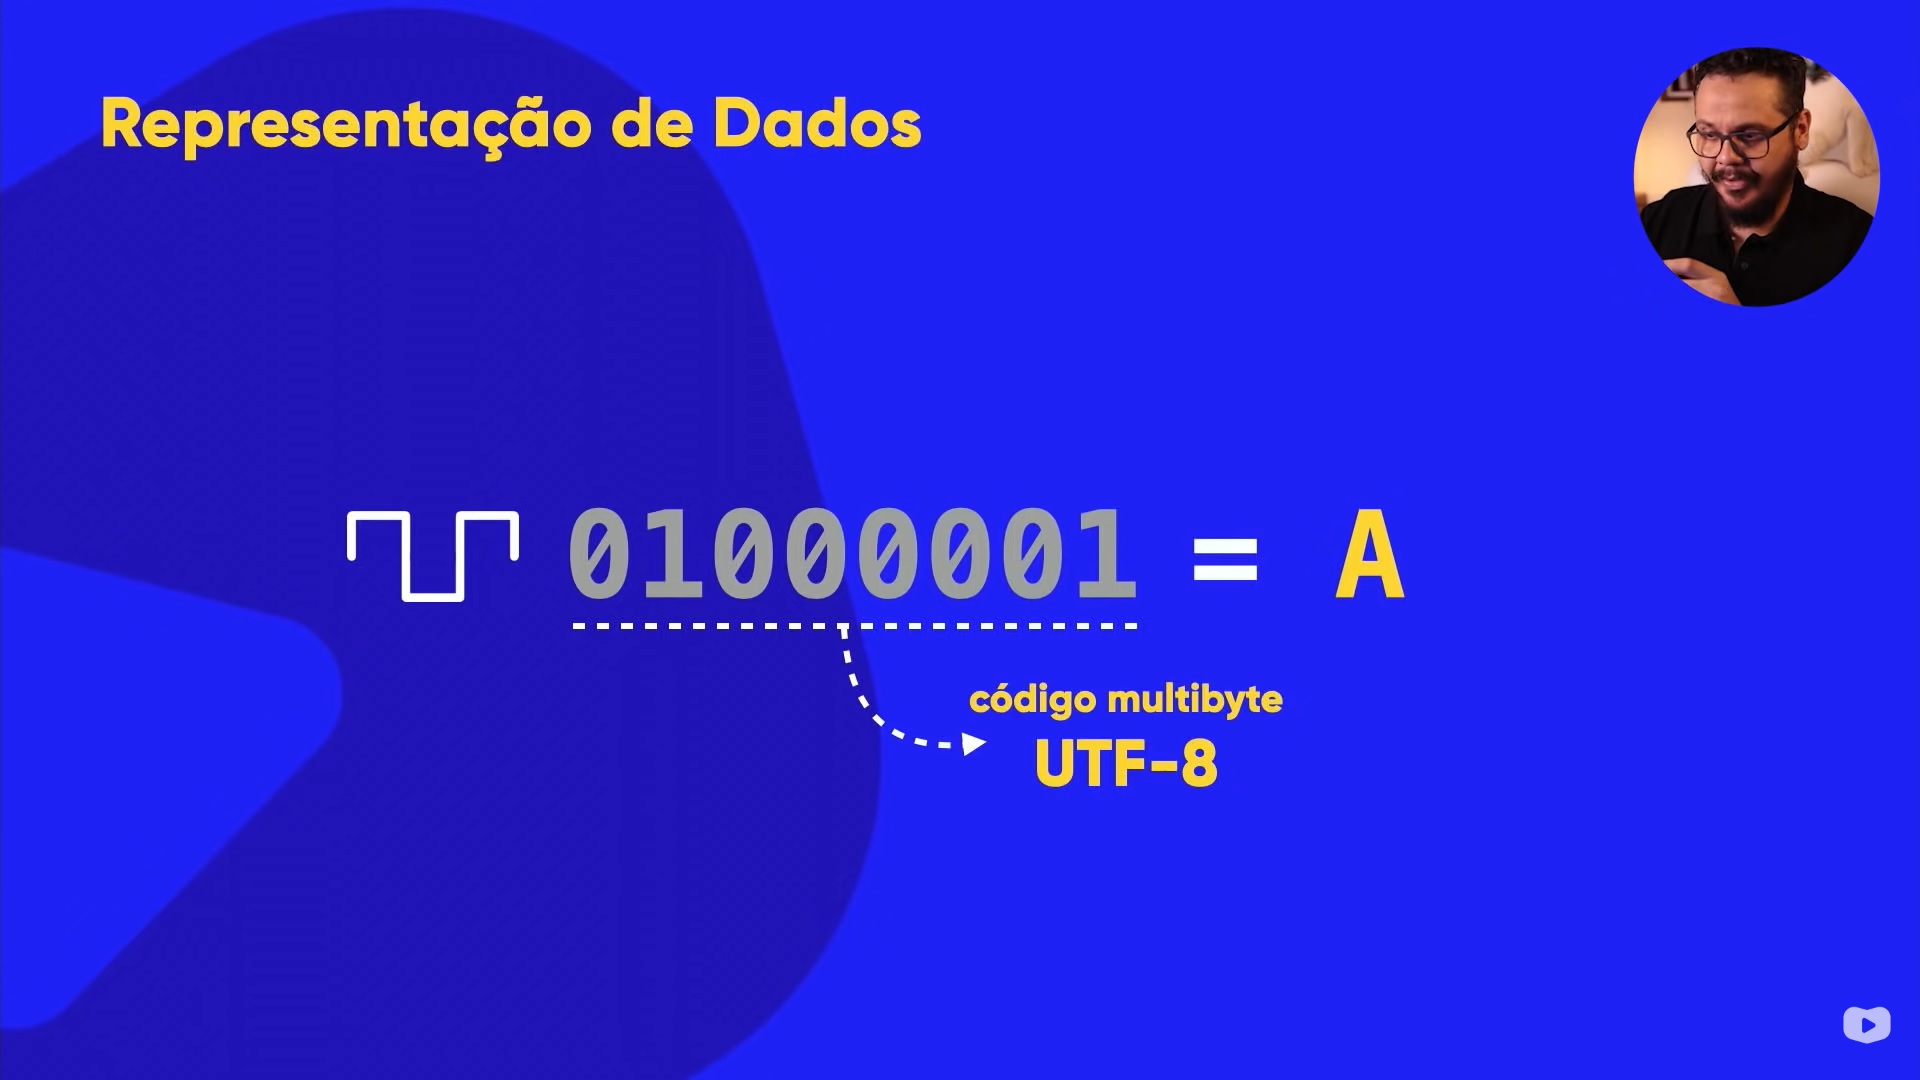 Representação de Dados
01000001 = A
código multibyte
UTF-8